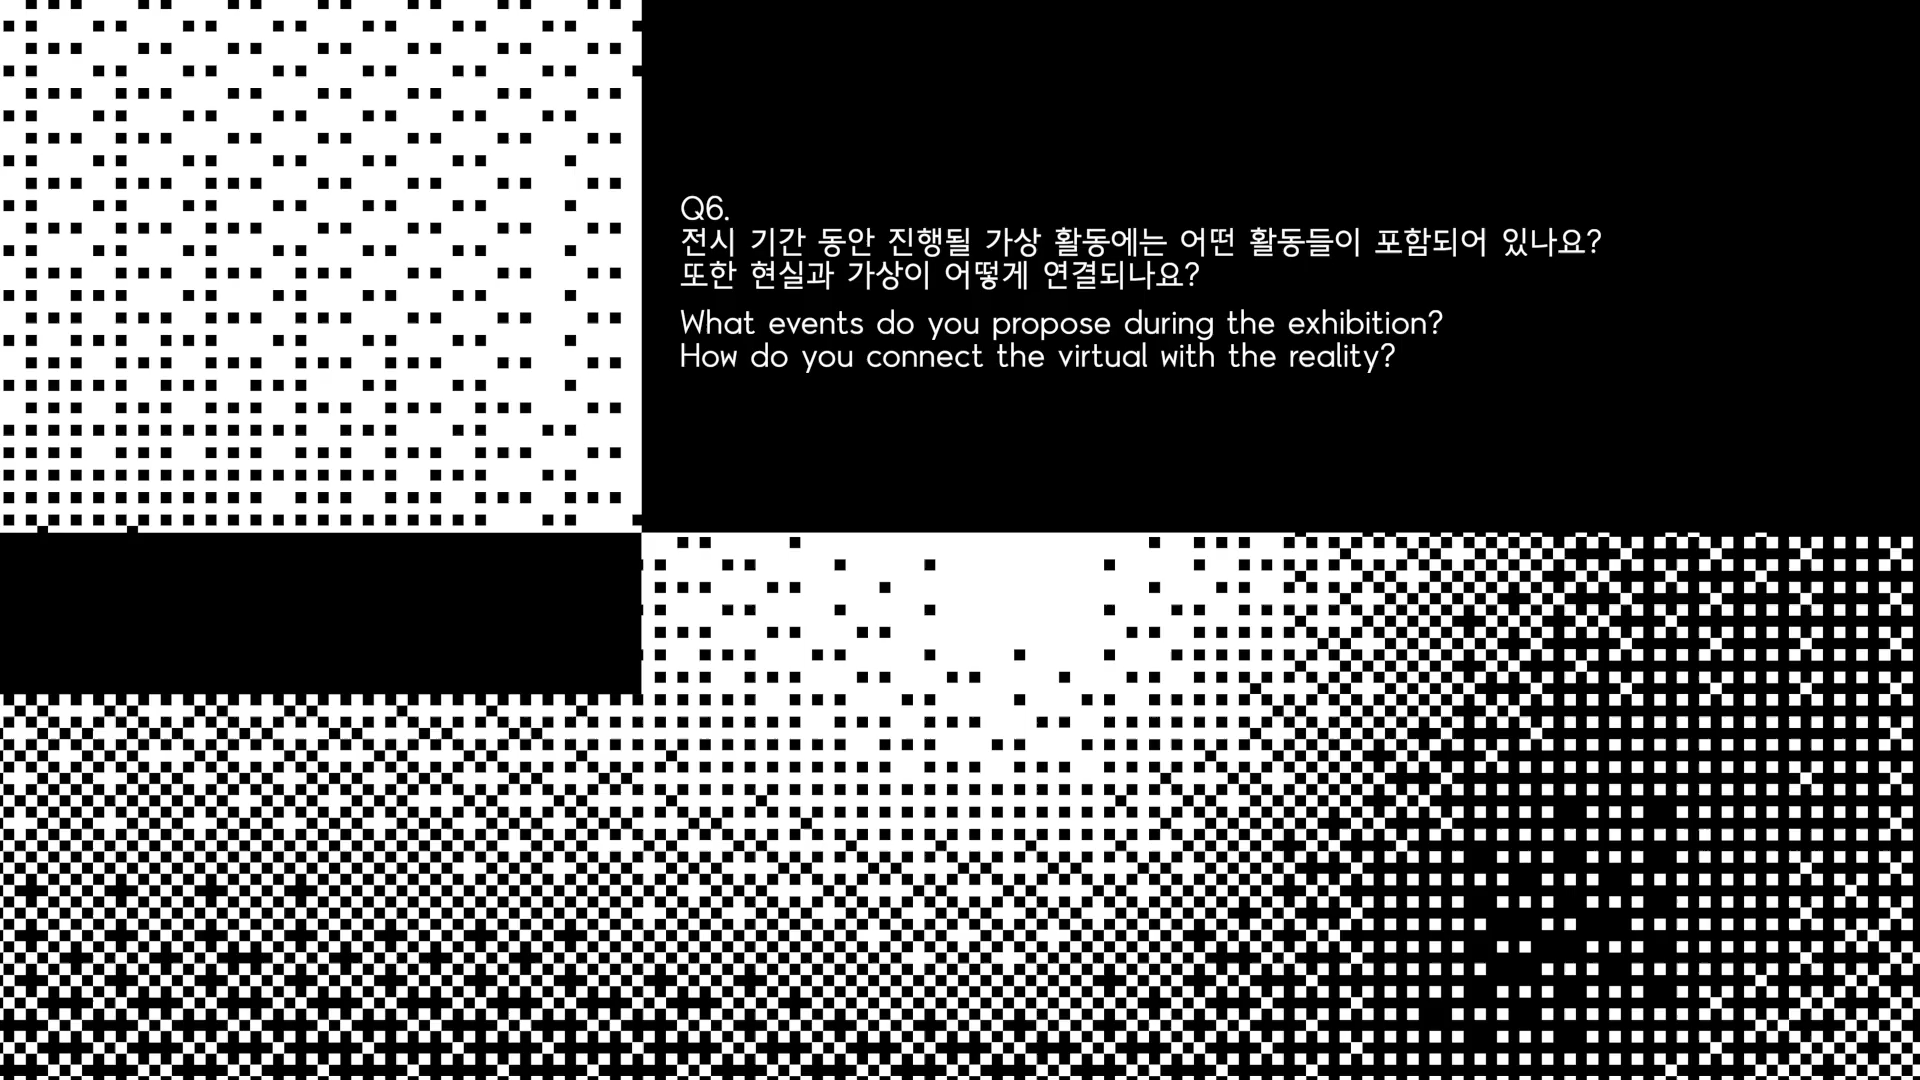 Q6.
전시 기간 동안 진행될 가상 활동에는 어떤 활동들이 포함되어 있나요?
또한 현실과 가상이 어떻게 연결되나요?
What events do you propose during the exhibition?
How do you connect the virtual with the reality?